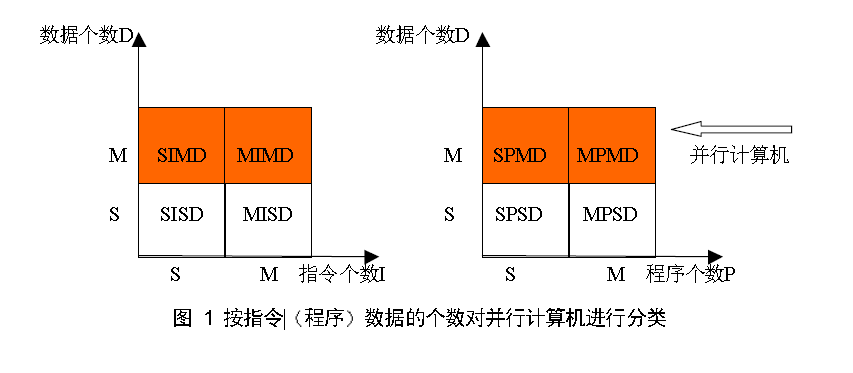 数据个数D 数据个数D
M SIMD MIMD M SPMD MPMD 并行计算机
S SISD MISD S SPSD MPSD
S M 指令个数I S M 程序个数P
图 1 按指令（程序）数据的个数对并行计算机进行分类